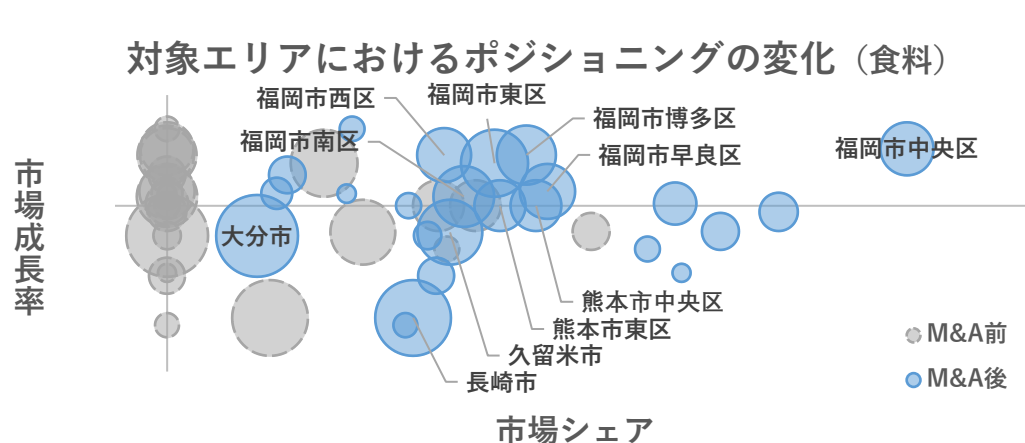 対象エリアにおけるポジショニングの変化（食料）
福岡市西区
福岡市東区
福岡市博多区
福岡市南区
福岡市早良区
福岡市中央区
市場成長率
大分市
熊本市中央区
熊本市東区
久留米市
長崎市
M&A前
M&A後
市場シェア